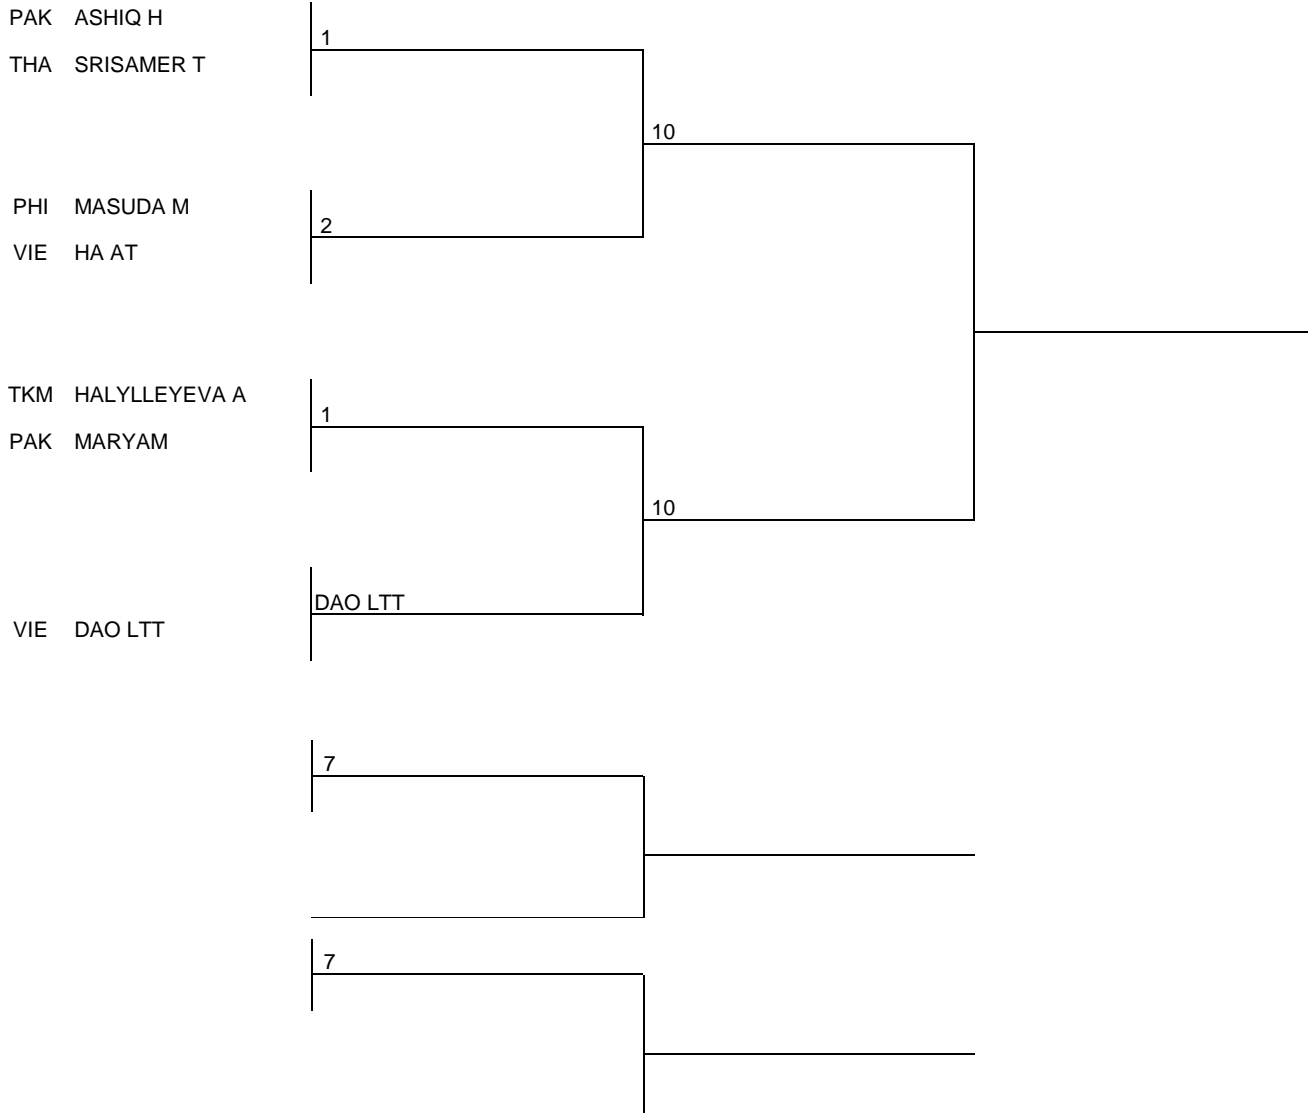 PAK ASHIQ H
1
THA SRISAMER T
10
PHI MASUDA M
2
VIE HA AT
TKM HALYLLEYEVA A
1
PAK MARYAM
10
DAO LTT
VIE DAO LTT
7
7